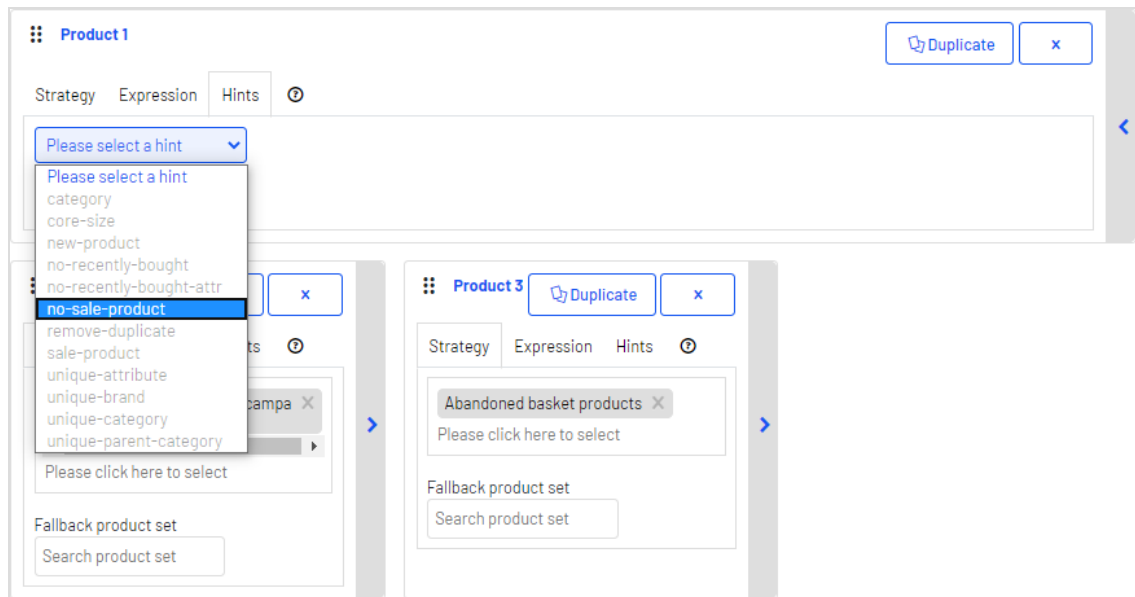 Product 1
Duplicate
x
Strategy Expression Hints
Please select a hint
Please select a hint
category
core-size
new-product
no-recently-bought
no-recently-bought-attr
no-sale-product
remove-duplicate
sale-product
unique-attribute
unique-brand
unique-category
unique-parent-category
x
ts
campa
Please click here to select
Fallback product set
Search product set
Product 3
Duplicate
x
Strategy Expression Hints
Abandoned basket products
Please click here to select
Fallback product set
Search product set